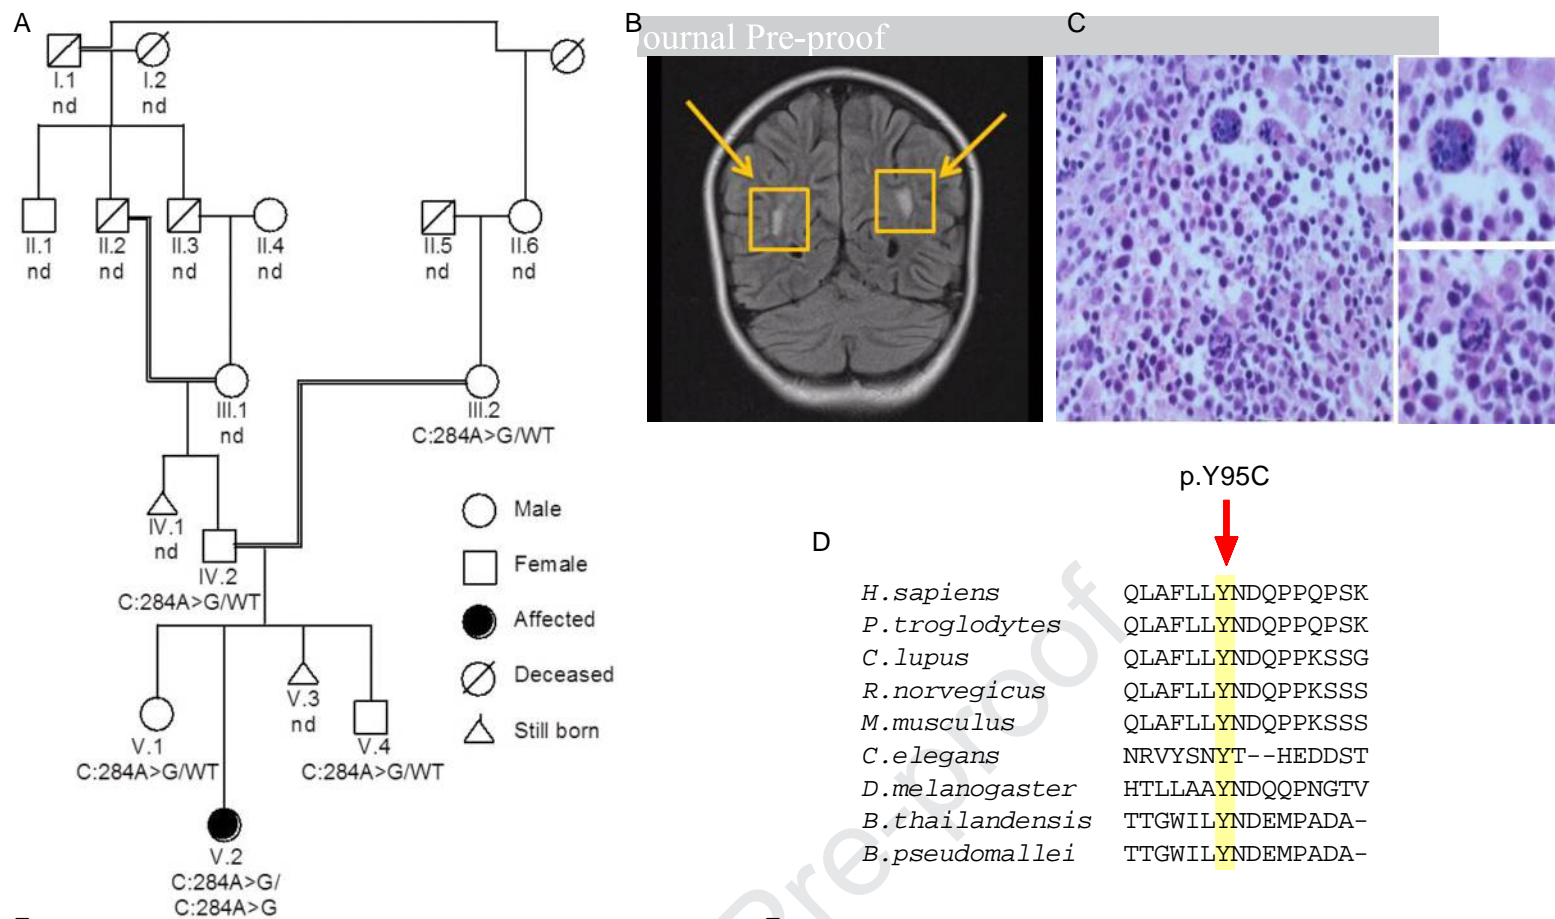 A
B
ournal Pre-proof
C
I.1
nd
I.2
nd
II.1
nd
II.2
nd
II.3
nd
II.4
nd
II.5
nd
II.6
nd
III.1
nd
III.2
C:284A>G/WT
IV.1
nd
IV.2
C:284A>G/WT
V.1
C:284A>G/WT
V.3
nd
V.4
C:284A>G/WT
V.2
C:284A>G/
C:284A>G
Male
Female
Affected
Deceased
Still born
p.Y95C
D
H.sapiens QLAFLLYNDQPPQPSK
P.troglodytes QLAFLLYNDQPPQPSK
C.lupus QLAFLLYNDQPPKSSG
R.norvegicus QLAFLLYNDQPPKSSS
M.musculus QLAFLLYNDQPPKSSS
C.elegans NRVYSNYT--HEDDST
D.melanogaster HTLLAAYNDQQPNGTV
B.thailandensis TTGWILYNDEMPADA-
B.pseudomallei TTGWILYNDEMPADA-
Pre-proof